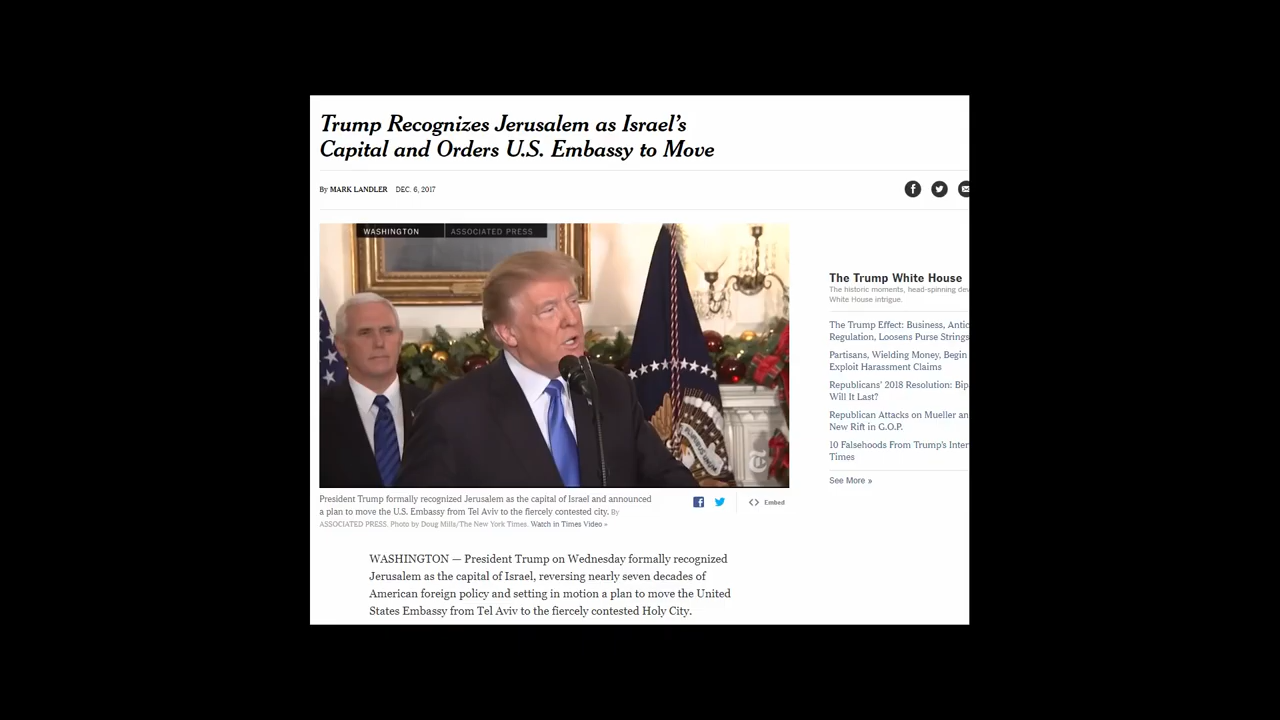 Trump Recognizes Jerusalem as Israel's
Capital and Orders U.S. Embassy to Move
By MARK LANDLER DEC. 6, 2017
WASHINGTON ASSOCIATED PRESS
President Trump formally recognized Jerusalem as the capital of Israel and announced
a plan to move the U.S. Embassy from Tel Aviv to the fiercely contested city. By
ASSOCIATED PRESS. Photo by Doug Mills/The New York Times. Watch in Times Video »
Embed
WASHINGTON — President Trump on Wednesday formally recognized
Jerusalem as the capital of Israel, reversing nearly seven decades of
American foreign policy and setting in motion a plan to move the United
States Embassy from Tel Aviv to the fiercely contested Holy City.
The Trump White House
The historic moments, head-spinning
White House intrigue.
The Trump Effect: Business,
Regulation, Loosens Purse Strings
Partisans, Wielding Money, Begin
Exploit Harassment Claims
Republicans' 2018 Resolution:
Will It Last?
Republican Attacks on Mueller
New Rift in G.O.P.
10 Falsehoods From Trump's
Times
See More »